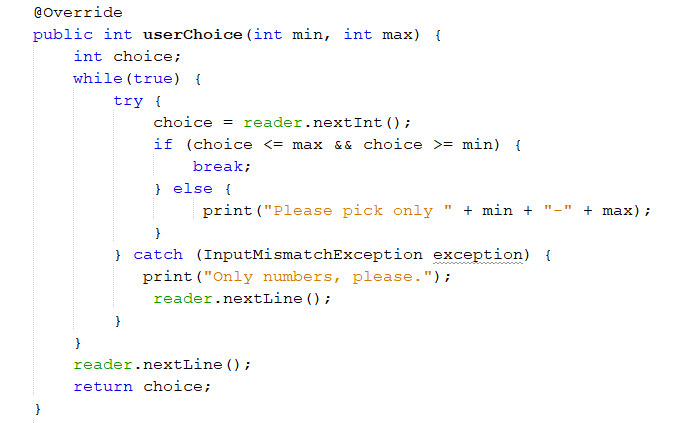 @Override
public int userChoice(int min, int max) {
    int choice;
    while(true) {
        try {
            choice = reader.nextInt();
            if (choice <= max && choice >= min) {
                break;
            } else {
                 print("Please pick only " + min + "-" + max);
            }
        } catch (InputMismatchException exception) {
           print("Only numbers, please.");
            reader.nextLine();
        }
    }
    reader.nextLine();
    return choice;
}